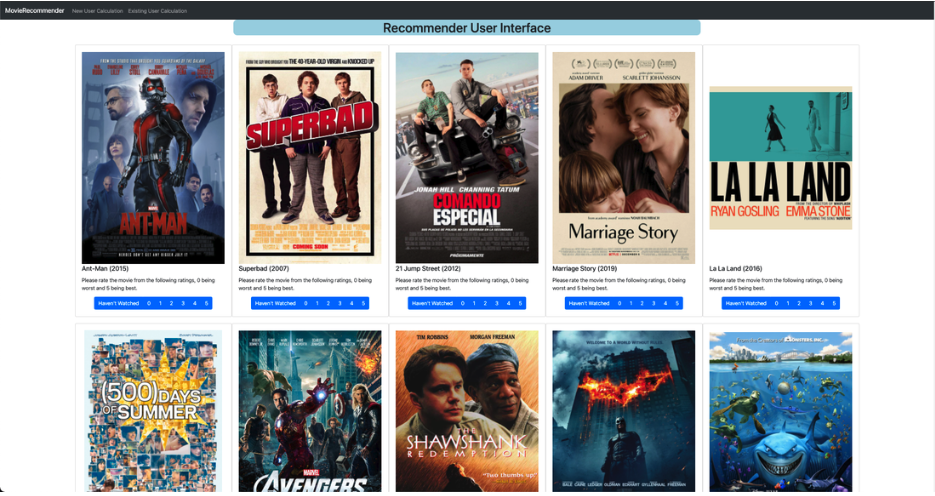 MovieRecommender New User Calculation Existing User Calculation
Recommender User Interface
ANT-MAN
FROM THE GUYS WHO BROUGHT YOU THE 40-YEAR-OLD VIRGIN AND KNOCKED UP
SUPERBAD
COMING SOON
JONAH HILL CHANNING TATUM
COMANDO
ESPECIAL
PRÓXIMAMENTE
ADAM DRIVER SCARLETT JOHANSSON
Marriage Story
LA LA LAND
RYAN GOSLING EMMA STONE
Ant-Man (2015)
Please rate the movie from the following ratings, 0 being
worst and 5 being best.
Haven't Watched 0 1 2 3 4 5
Superbad (2007)
Please rate the movie from the following ratings, 0 being
worst and 5 being best.
Haven't Watched 0 1 2 3 4 5
21 Jump Street (2012)
Please rate the movie from the following ratings, 0 being
worst and 5 being best.
Haven't Watched 0 1 2 3 4 5
Marriage Story (2019)
Please rate the movie from the following ratings, 0 being
worst and 5 being best.
Haven't Watched 0 1 2 3 4 5
La La Land (2016)
Please rate the movie from the following ratings, 0 being
worst and 5 being best.
Haven't Watched 0 1 2 3 4 5
(500) DAYS
OF SUMMER
MARVEL
AVENGERS
TIM ROBBINS MORGAN FREEMAN
THE
SHAWSHANK
REDEMPTION
"Two thumbs up."
WELCOME TO A WORLD WITHOUT RULES.
BALE CAINE LEDGER OLDMAN ECKHART GYLLENHAAL FREEMAN